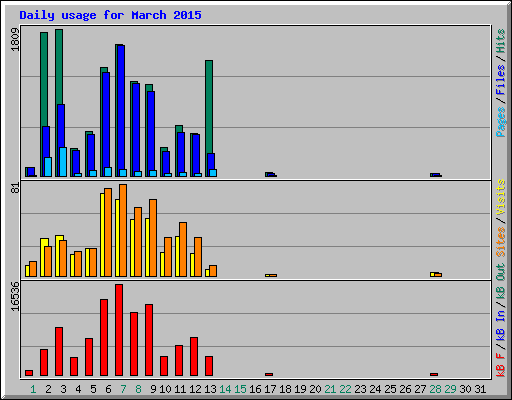 Daily usage for March 2015
1809
Pages / Files / Hits
81
Sites / Visits
16536
kB F / kB In / kB Out
1 2 3 4 5 6 7 8 9 10 11 12 13 14 15 16 17 18 19 20 21 22 23 24 25 26 27 28 29 30 31